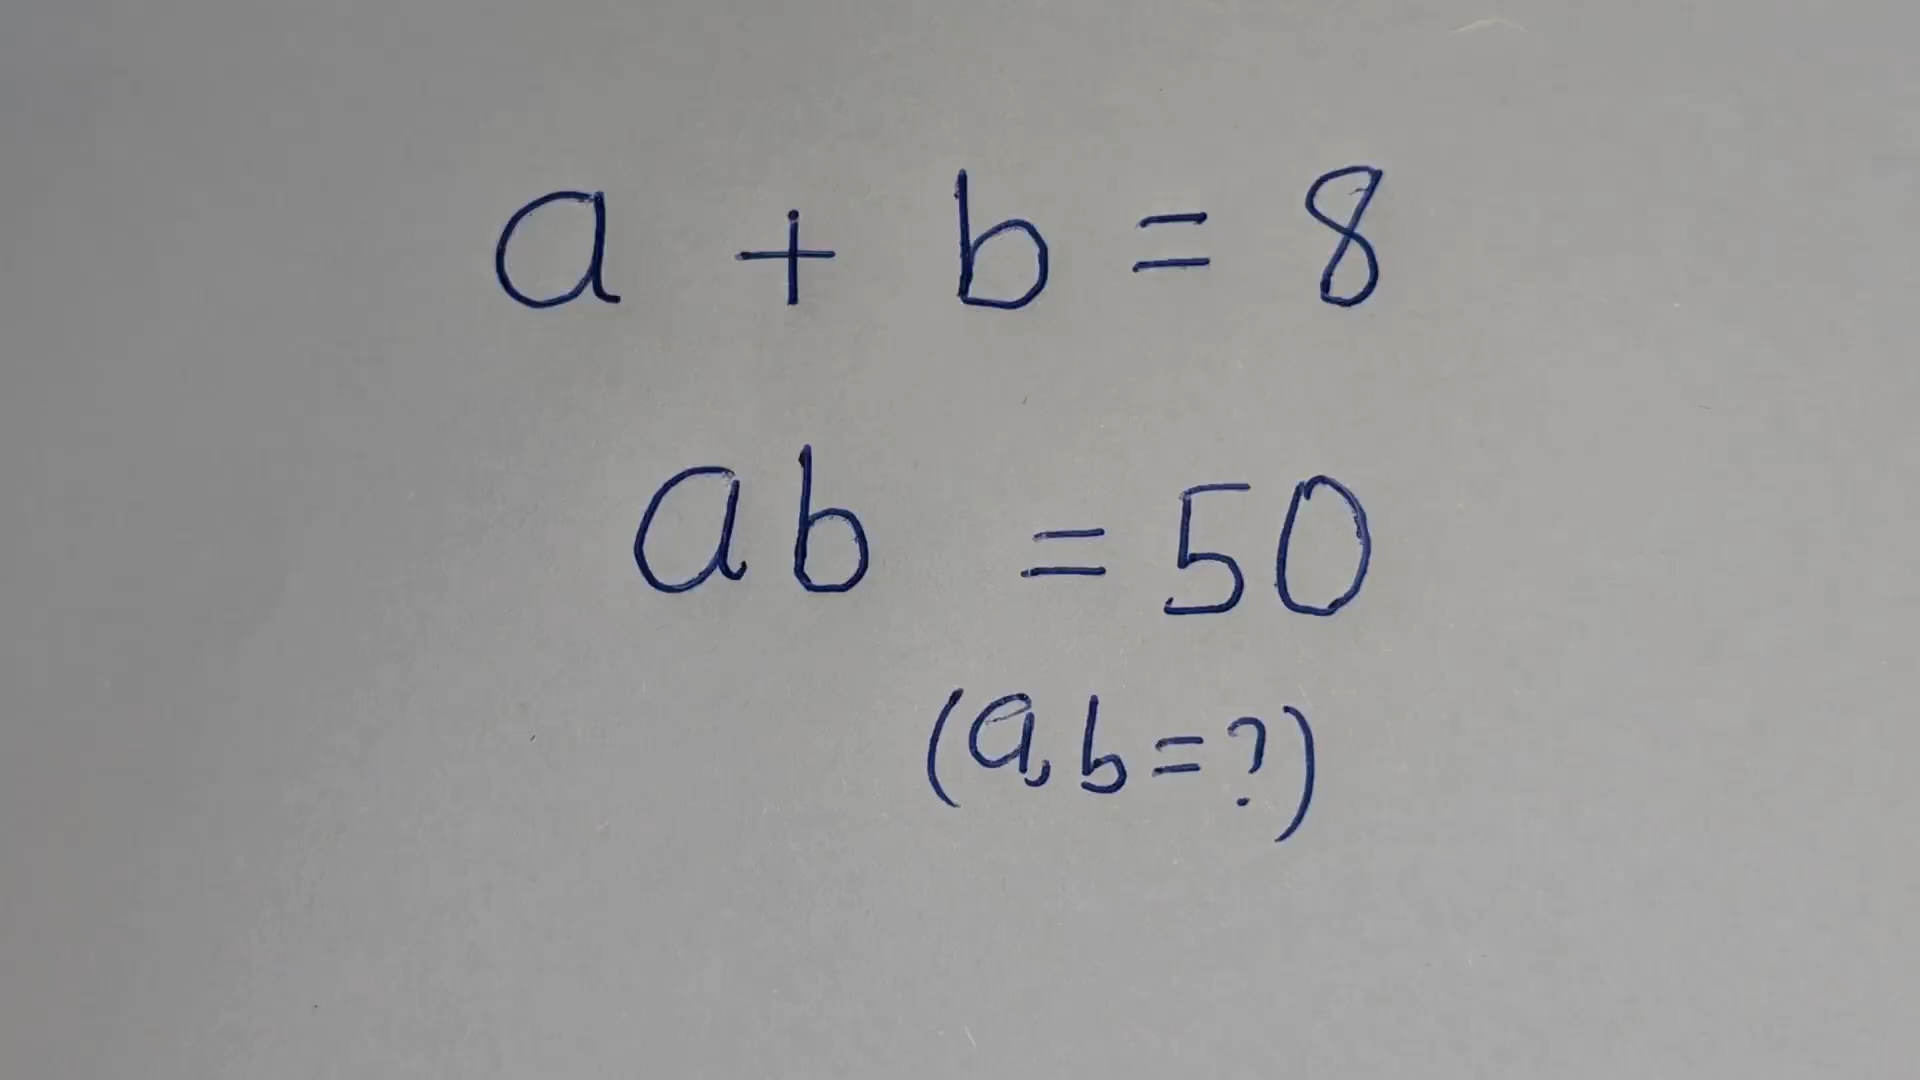 a + b = 8
ab = 50
(a, b = ?)